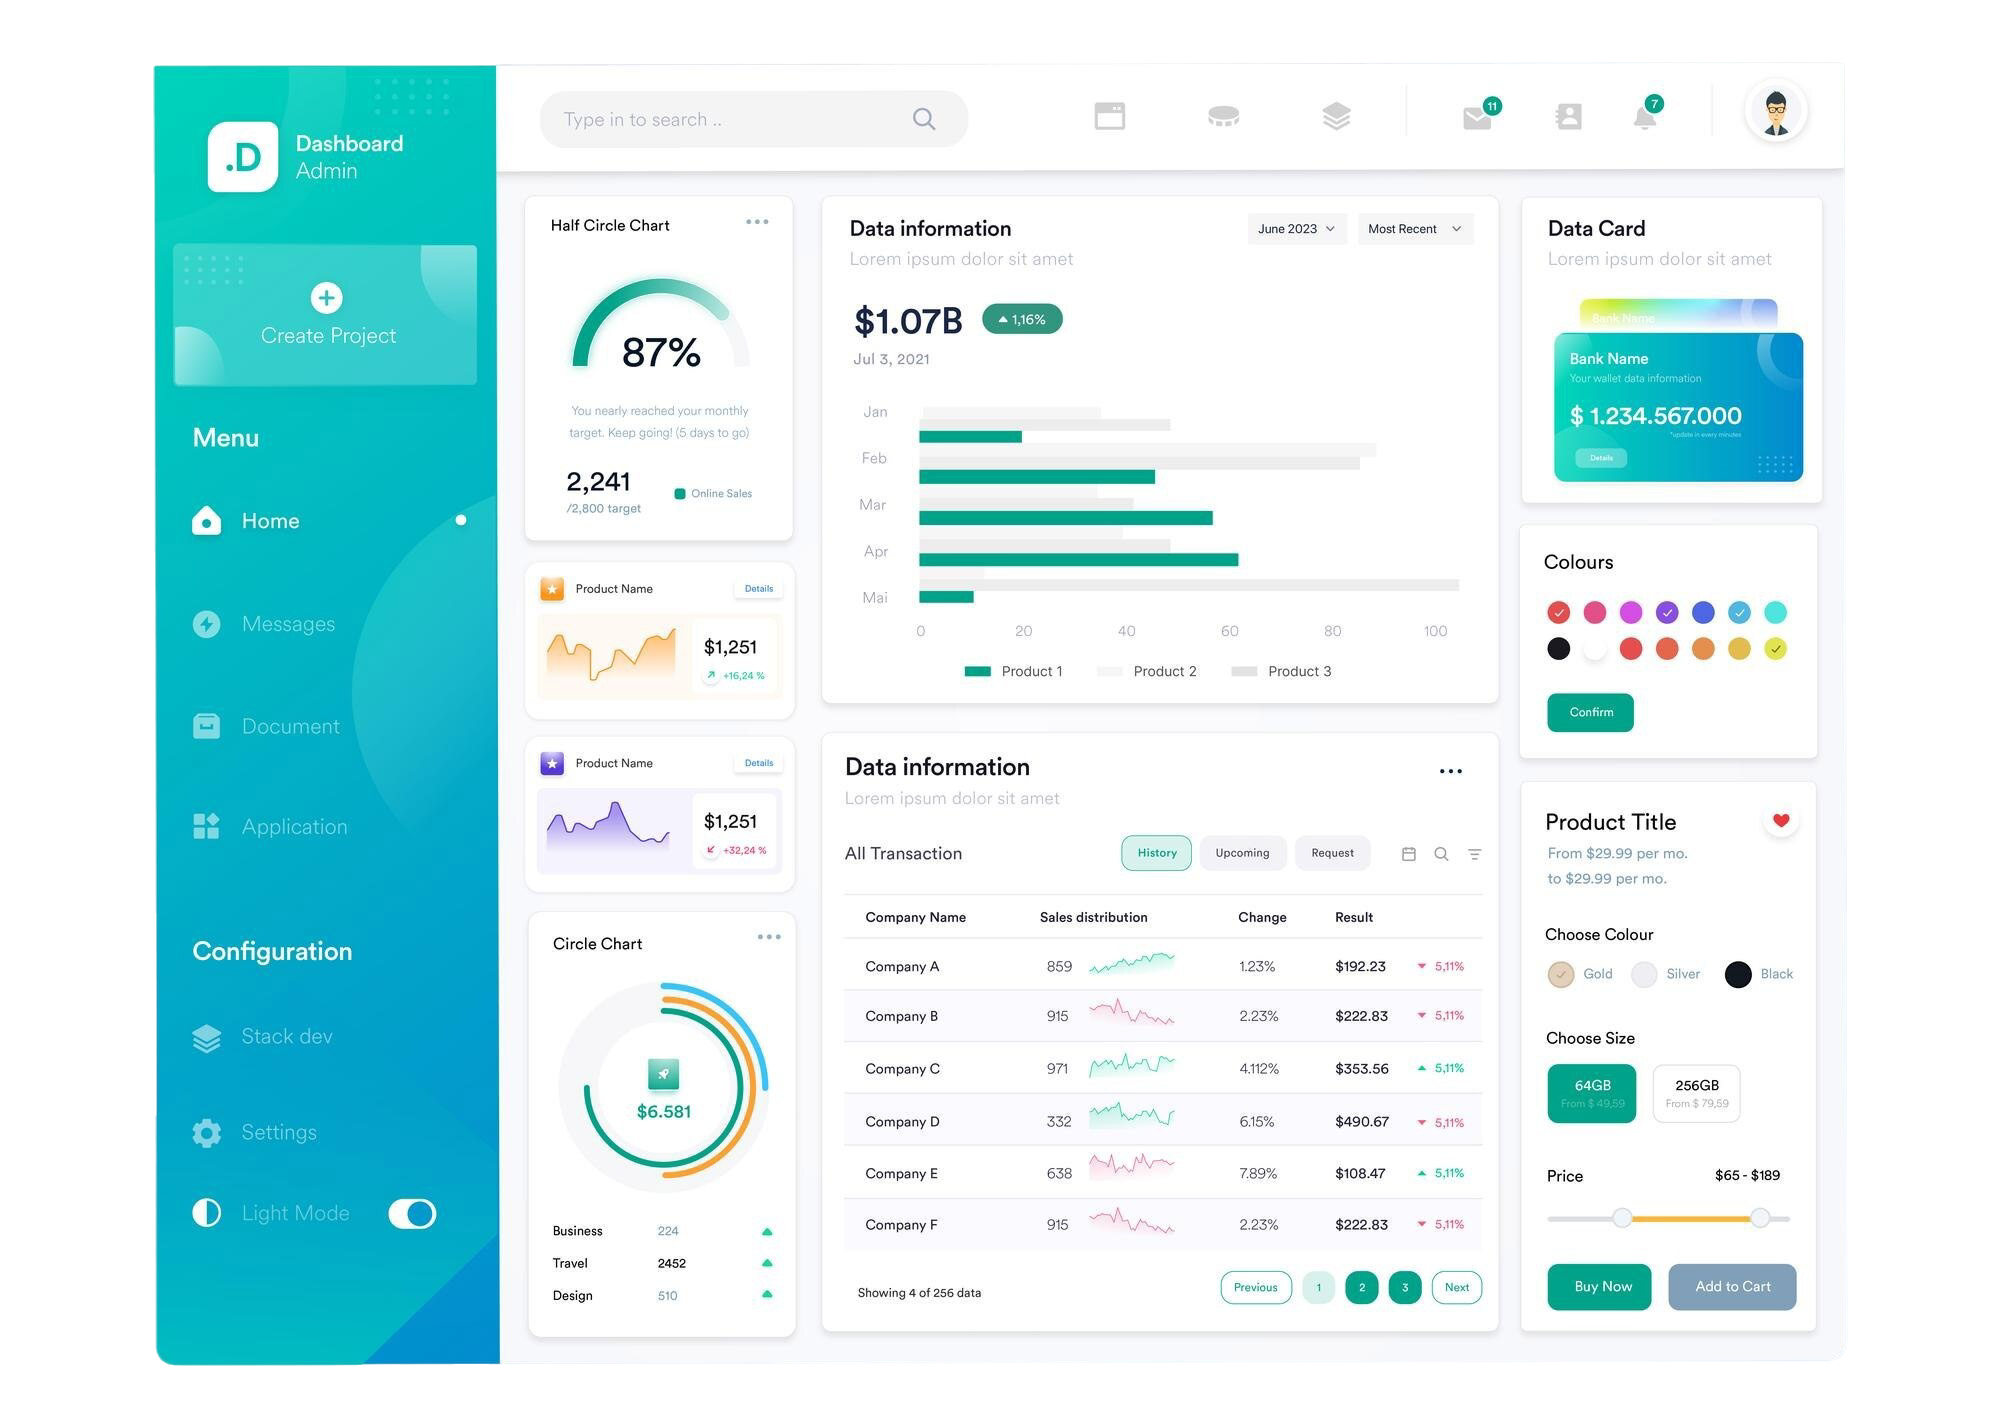 .D
Dashboard
Admin
Create Project
Menu
Home
Messages
Document
Application
Configuration
Stack dev
Settings
Light Mode
Type in to search ..
11
7
Half Circle Chart
87%
You nearly reached your monthly
target. Keep going! (5 days to go)
2,241
/2,800 target
Online Sales
Product Name
Details
$1,251
+16,24 %
Product Name
Details
$1,251
+32,24 %
Circle Chart
$6.581
Business 224
Travel 2452
Design 510
Data information
Lorem ipsum dolor sit amet
June 2023
Most Recent
$1.07B
1,16%
Jul 3, 2021
Jan
Feb
Mar
Apr
Mai
0 20 40 60 80 100
Product 1 Product 2 Product 3
Data information
Lorem ipsum dolor sit amet
All Transaction
History Upcoming Request
Company Name Sales distribution Change Result
Company A 859 1.23% $192.23 5,11%
Company B 915 2.23% $222.83 5,11%
Company C 971 4.112% $353.56 5,11%
Company D 332 6.15% $490.67 5,11%
Company E 638 7.89% $108.47 5,11%
Company F 915 2.23% $222.83 5,11%
Showing 4 of 256 data
Previous 1 2 3 Next
Data Card
Lorem ipsum dolor sit amet
Bank Name
Bank Name
Your wallet data information
$ 1.234.567.000
*update in every minutes
Details
Colours
Confirm
Product Title
From $29.99 per mo.
to $29.99 per mo.
Choose Colour
Gold Silver Black
Choose Size
64GB
From $ 49,59
256GB
From $ 79,59
Price $65 - $189
Buy Now
Add to Cart